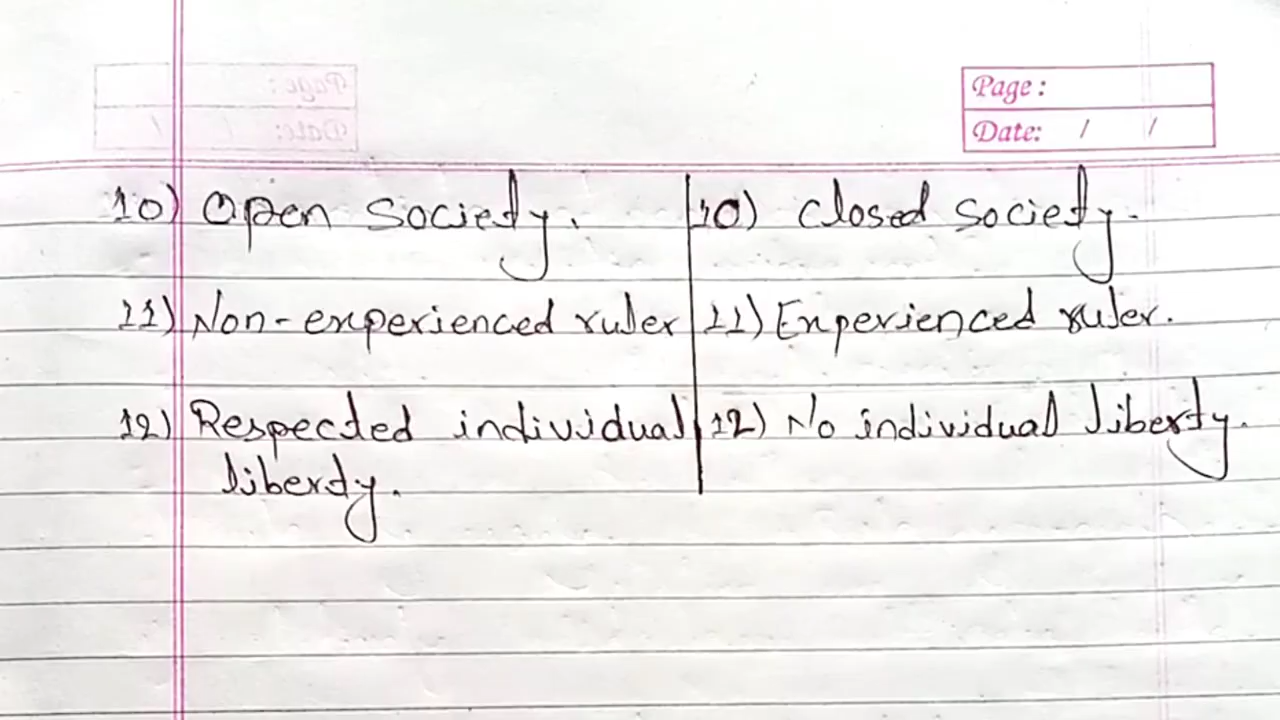 Page :
Date: / /
10) Open society. 10) Closed society.
11) Non-experienced ruler 11) Experienced ruler.
12) Respected individual 12) No individual liberty.
liberty.